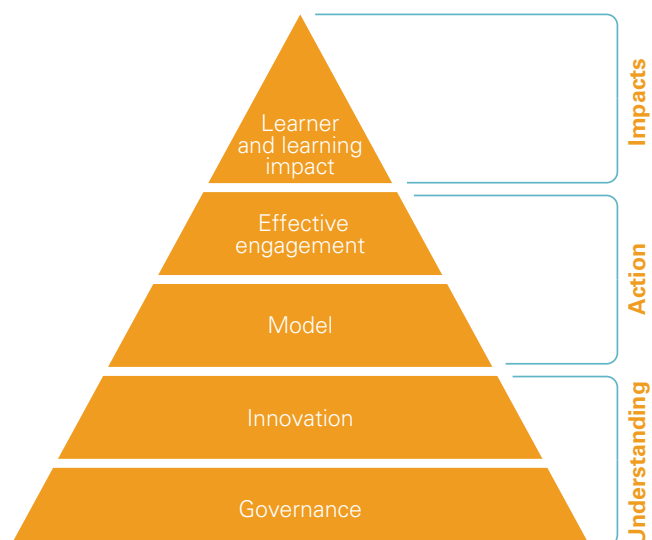 Learner
and learning
impact
Effective
engagement
Model
Innovation
Governance
Impacts
Action
Understanding